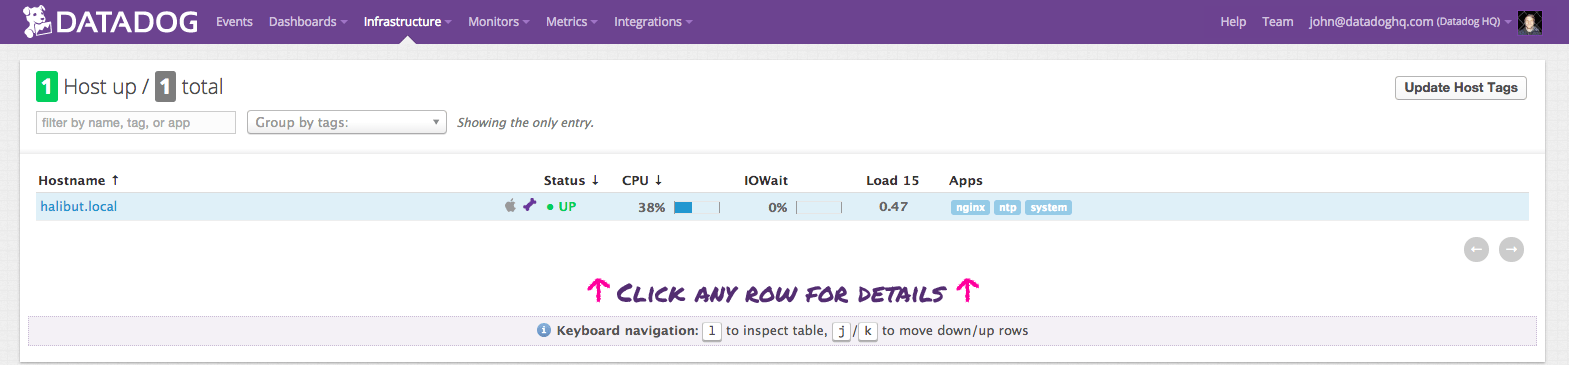 DATADOG Events Dashboards Infrastructure Monitors Metrics Integrations Help Team john@datadoghq.com (Datadog HQ)
1 Host up / 1 total
Update Host Tags
filter by name, tag, or app Group by tags: Showing the only entry.
Hostname ↑ Status ↓ CPU ↓ IOWait Load 15 Apps
halibut.local UP 38% 0% 0.47 nginx ntp system
← →
↑ CLICK ANY ROW FOR DETAILS ↑
i Keyboard navigation: l to inspect table, j/k to move down/up rows